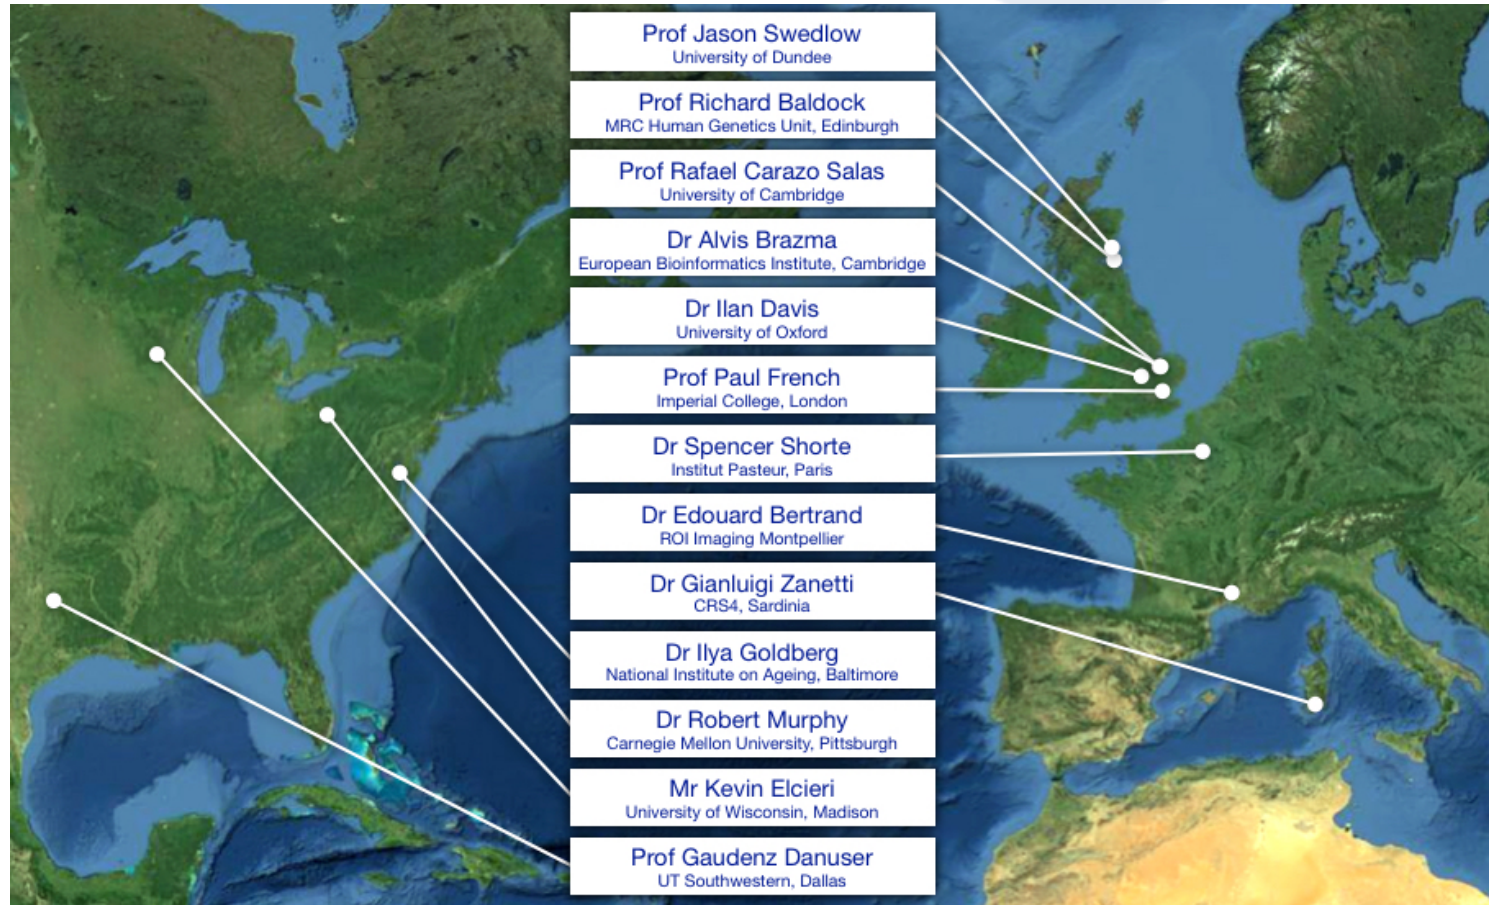 Prof Jason Swedlow
University of Dundee
Prof Richard Baldock
MRC Human Genetics Unit, Edinburgh
Prof Rafael Carazo Salas
University of Cambridge
Dr Alvis Brazma
European Bioinformatics Institute, Cambridge
Dr Ilan Davis
University of Oxford
Prof Paul French
Imperial College, London
Dr Spencer Shorte
Institut Pasteur, Paris
Dr Edouard Bertrand
ROI Imaging Montpellier
Dr Gianluigi Zanetti
CRS4, Sardinia
Dr Ilya Goldberg
National Institute on Ageing, Baltimore
Dr Robert Murphy
Carnegie Mellon University, Pittsburgh
Mr Kevin Elcieri
University of Wisconsin, Madison
Prof Gaudenz Danuser
UT Southwestern, Dallas